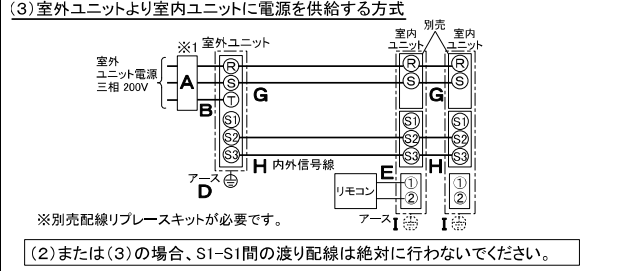 (3)室外ユニットより室内ユニットに電源を供給する方式
別売
※1 室外ユニット 室内ユニット 室内ユニット
室外
ユニット電源
三相 200V
A
B
R
S
T
S1
S2
S3
G
H 内外信号線
R
S
S1
S2
S3
G
H
R
S
S1
S2
S3
アース
D
E
リモコン
①
②
①
②
アース I
I
※別売配線リプレースキットが必要です。
(2)または(3)の場合、S1-S1間の渡り配線は絶対に行わないでください。